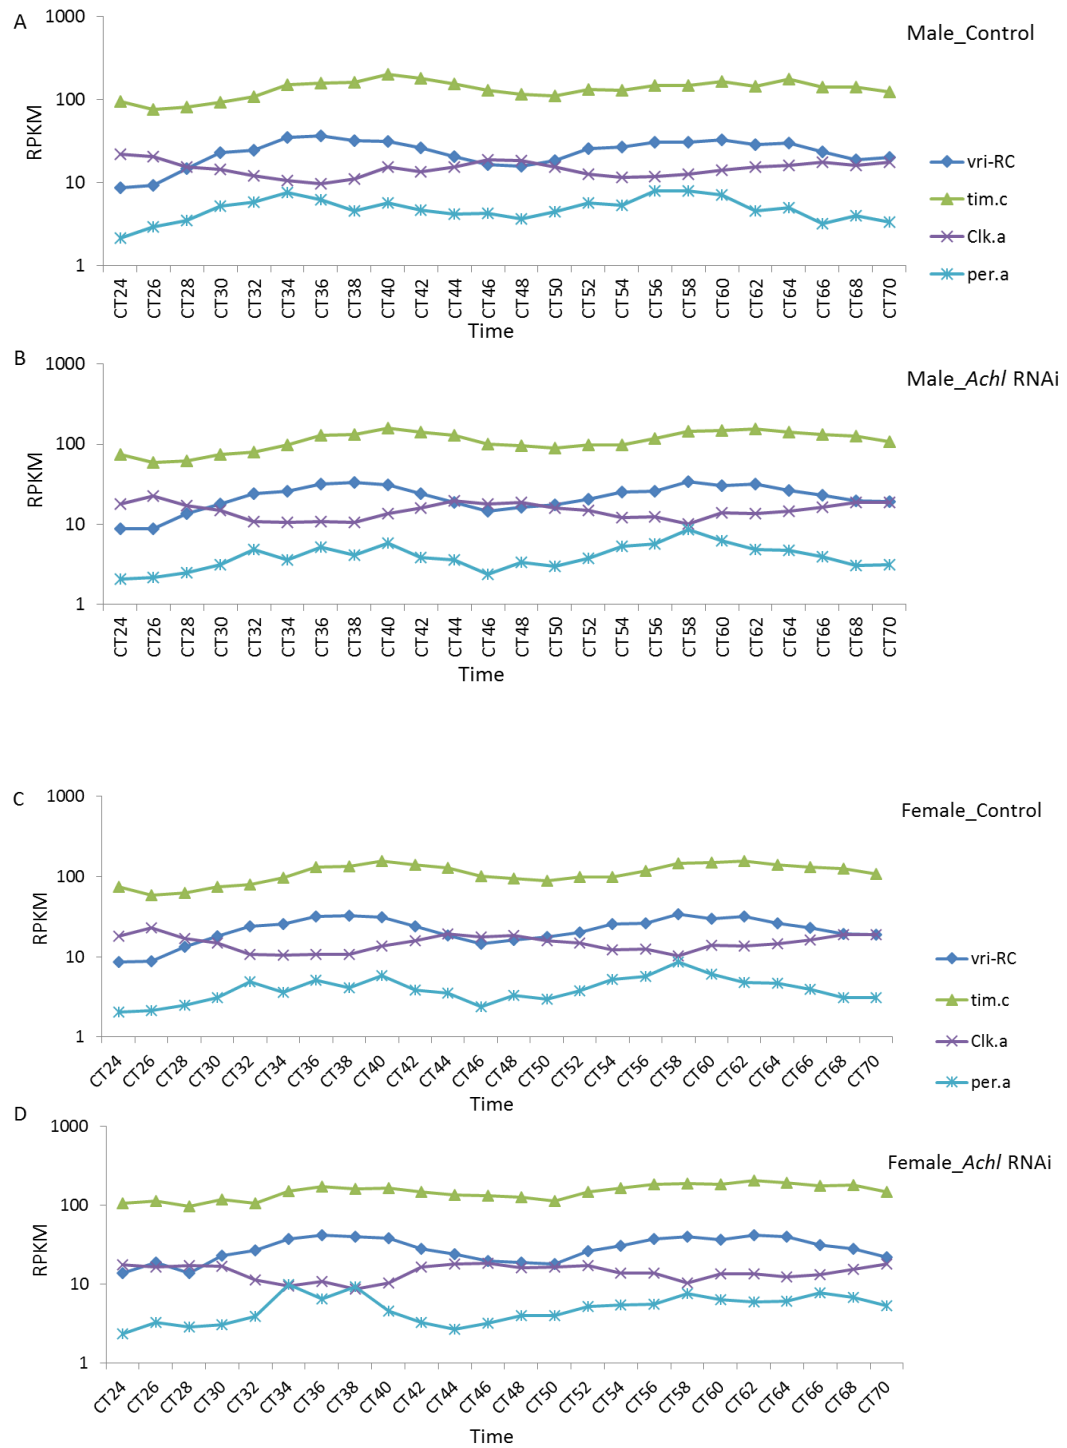 A
Male_Control
1000
100
10
1
RPKM
vri-RC
tim.c
Clk.a
per.a
CT24 CT26 CT28 CT30 CT32 CT34 CT36 CT38 CT40 CT42 CT44 CT46 CT48 CT50 CT52 CT54 CT56 CT58 CT60 CT62 CT64 CT66 CT68 CT70
Time
B
Male_Achl RNAi
1000
100
10
1
RPKM
CT24 CT26 CT28 CT30 CT32 CT34 CT36 CT38 CT40 CT42 CT44 CT46 CT48 CT50 CT52 CT54 CT56 CT58 CT60 CT62 CT64 CT66 CT68 CT70
Time
C
Female_Control
1000
100
10
1
RPKM
vri-RC
tim.c
Clk.a
per.a
CT24 CT26 CT28 CT30 CT32 CT34 CT36 CT38 CT40 CT42 CT44 CT46 CT48 CT50 CT52 CT54 CT56 CT58 CT60 CT62 CT64 CT66 CT68 CT70
Time
D
Female_Achl RNAi
1000
100
10
1
RPKM
CT24 CT26 CT28 CT30 CT32 CT34 CT36 CT38 CT40 CT42 CT44 CT46 CT48 CT50 CT52 CT54 CT56 CT58 CT60 CT62 CT64 CT66 CT68 CT70
Time